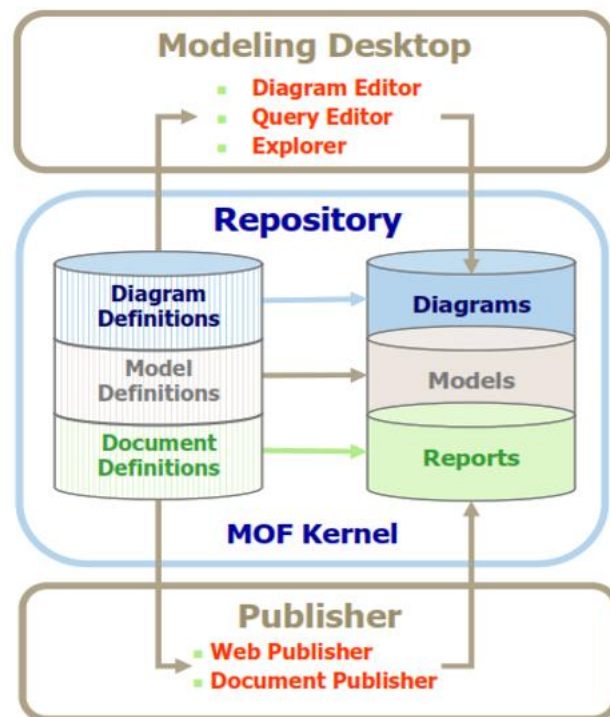 Modeling Desktop
Diagram Editor
Query Editor
Explorer
Repository
Diagram
Definitions
Model
Definitions
Document
Definitions
Diagrams
Models
Reports
MOF Kernel
Publisher
Web Publisher
Document Publisher